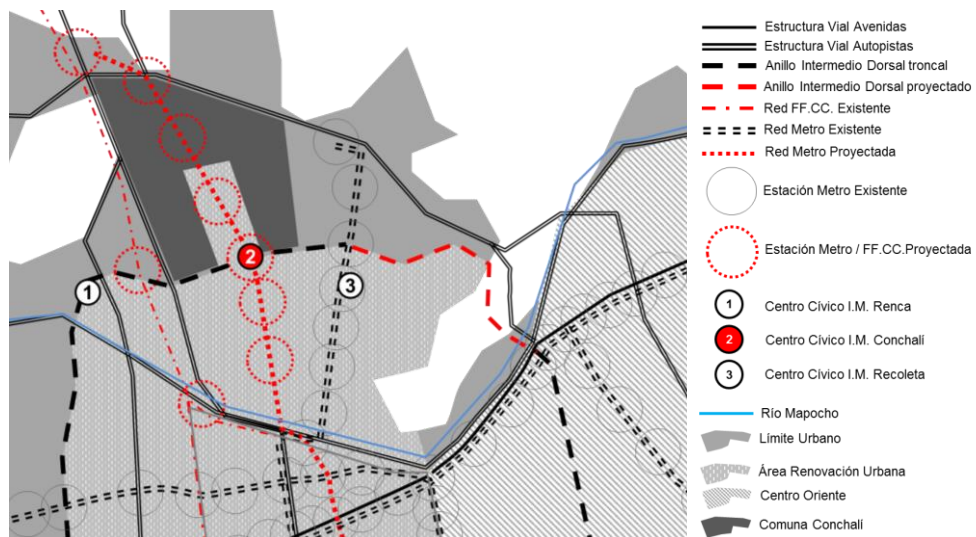 1
2
3
Estructura Vial Avenidas
Estructura Vial Autopistas
Anillo Intermedio Dorsal troncal
Anillo Intermedio Dorsal proyectado
Red FF.CC. Existente
Red Metro Existente
Red Metro Proyectada
Estación Metro Existente
Estación Metro / FF.CC.Proyectada
1 Centro Cívico I.M. Renca
2 Centro Cívico I.M. Conchalí
3 Centro Cívico I.M. Recoleta
Río Mapocho
Límite Urbano
Área Renovación Urbana
Centro Oriente
Comuna Conchalí